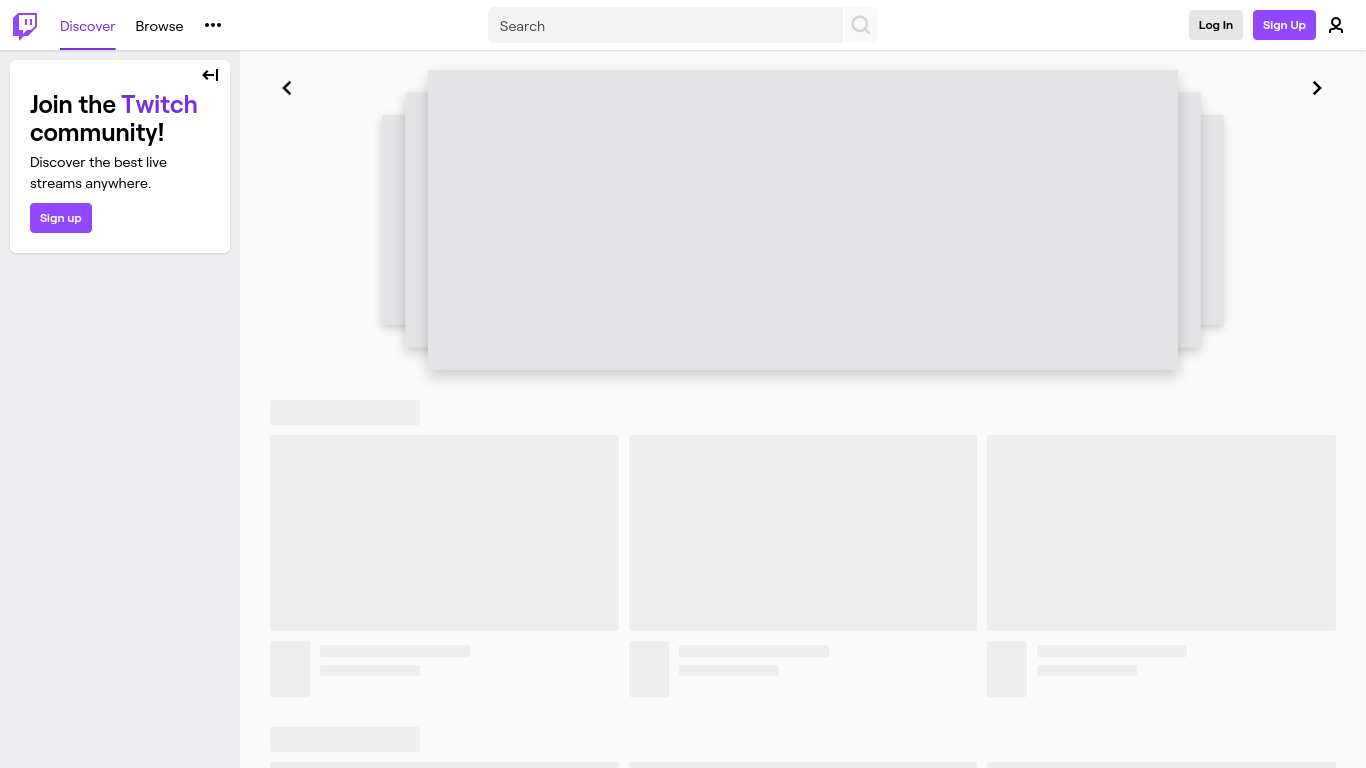 Discover
Browse
Search
Log In
Sign Up
Join the Twitch
community!
Discover the best live
streams anywhere.
Sign up